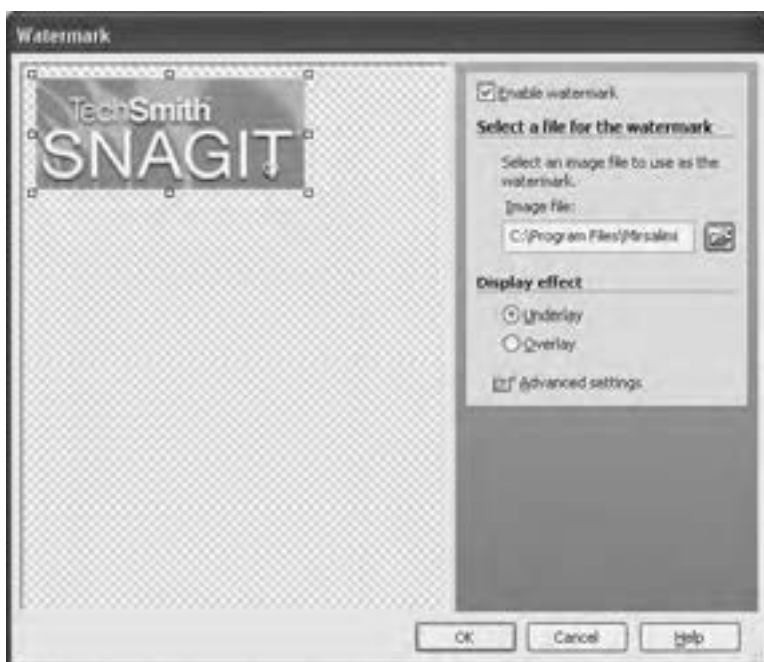 Watermark
TechSmith
SNAGIT
Enable watermark
Select a file for the watermark
Select an image file to use as the
watermark.
Image file:
C:\Program Files\Mirsalimi
Display effect
Underlay
Overlay
Advanced settings
OK
Cancel
Help